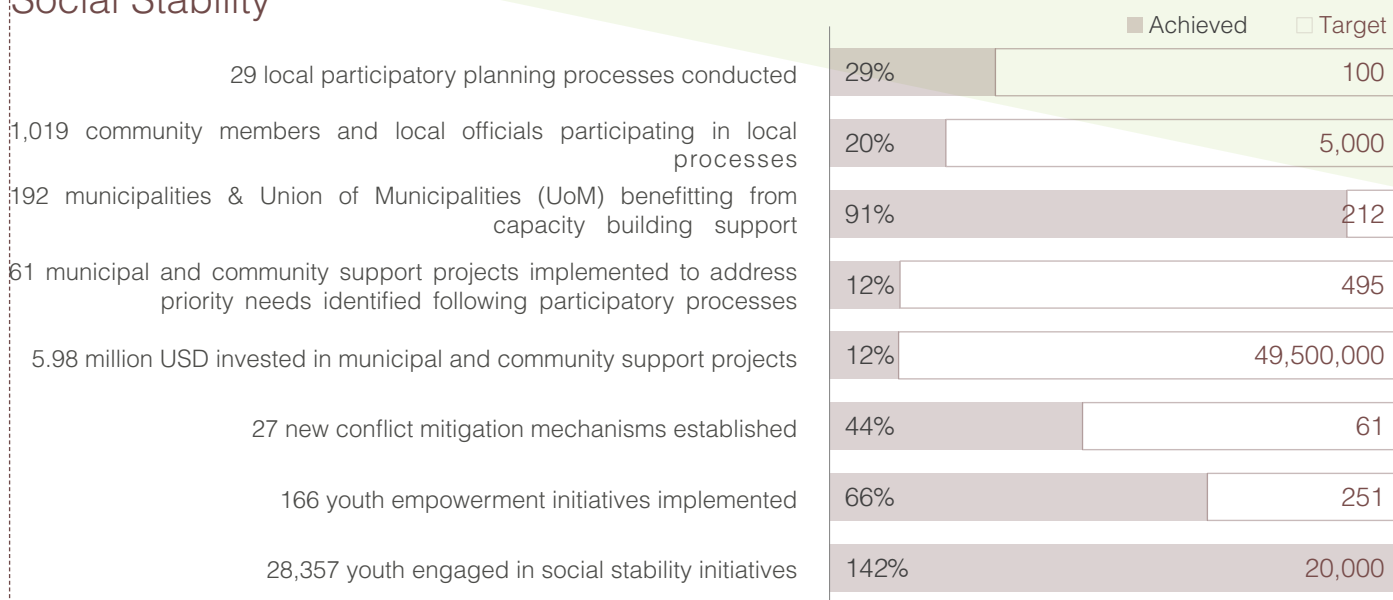 Social Stability
Achieved Target
29 local participatory planning processes conducted 29% 100
1,019 community members and local officials participating in local
processes
20% 5,000
192 municipalities & Union of Municipalities (UoM) benefitting from
capacity building support
91% 212
61 municipal and community support projects implemented to address
priority needs identified following participatory processes
12% 495
5.98 million USD invested in municipal and community support projects 12% 49,500,000
27 new conflict mitigation mechanisms established 44% 61
166 youth empowerment initiatives implemented 66% 251
28,357 youth engaged in social stability initiatives 142% 20,000